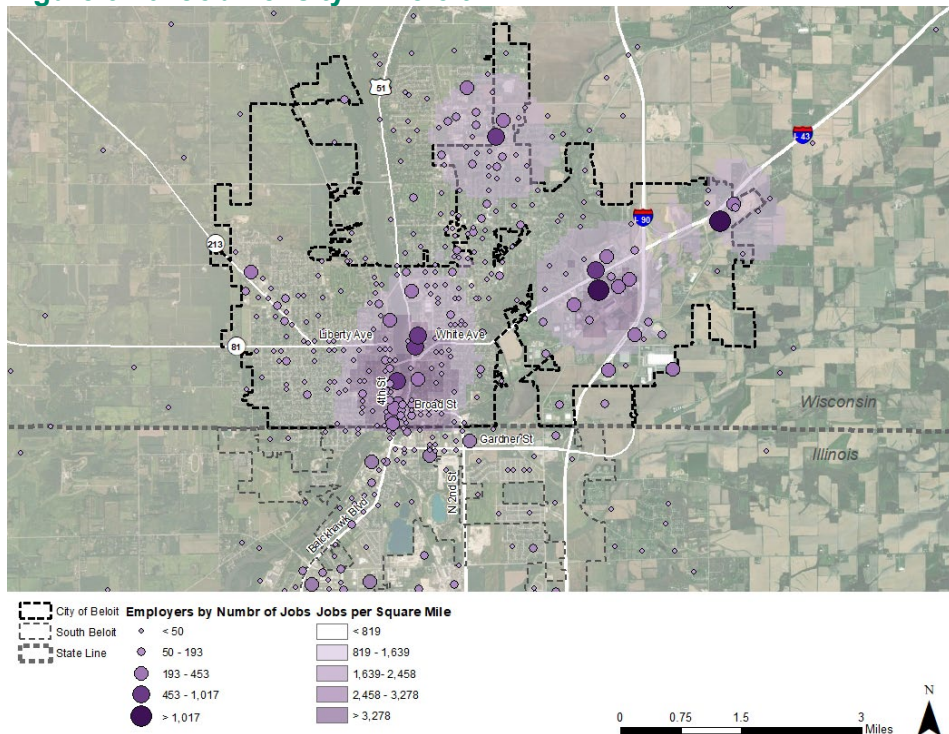 51
43
90
213
81
Liberty Ave
White Ave
4th St
Broad St
Gardner St
N 2nd St
Balckhawk Blvd
Wisconsin
Illinois
City of Beloit
South Beloit
State Line
Employers by Numbr of Jobs
< 50
50 - 193
193 - 453
453 - 1,017
> 1,017
Jobs per Square Mile
< 819
819 - 1,639
1,639- 2,458
2,458 - 3,278
> 3,278
0 0.75 1.5 3
Miles
N